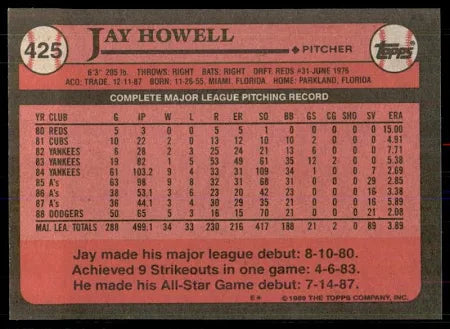 425
JAY HOWELL
PITCHER
Topps
6'3" 205 lb. THROWS: RIGHT BATS: RIGHT DRFT: REDS #31-JUNE 1976
ACQ: TRADE, 12-11-87 BORN: 11-26-55, MIAMI, FLORIDA HOME: PARKLAND, FLORIDA
COMPLETE MAJOR LEAGUE PITCHING RECORD
YR CLUB G IP W L R ER SO BB GS CG SHO SV ERA
80 REDS 5 3 0 0 5 5 1 0 0 0 0 0 15.00
81 CUBS 10 22 2 0 13 12 10 10 2 0 0 0 4.91
82 YANKEES 6 28 2 3 25 24 21 13 6 0 0 0 7.71
83 YANKEES 19 82 1 5 53 49 61 35 12 2 0 0 5.38
84 YANKEES 61 103.2 9 4 33 31 109 34 1 0 0 7 2.69
85 A's 63 98 9 8 32 31 68 31 0 0 0 29 2.85
86 A's 38 53.1 3 6 23 20 42 23 0 0 0 16 3.38
87 A's 36 44.1 3 4 30 29 35 21 0 0 0 16 5.89
88 DODGERS 50 65 5 3 16 15 70 21 0 0 0 21 2.08
MAJ. LEA. TOTALS 288 499.1 34 33 230 216 417 188 21 2 0 89 3.89
Jay made his major league debut: 8-10-80.
Achieved 9 Strikeouts in one game: 4-6-83.
He made his All-Star Game debut: 7-14-87.
© 1989 THE TOPPS COMPANY, INC.